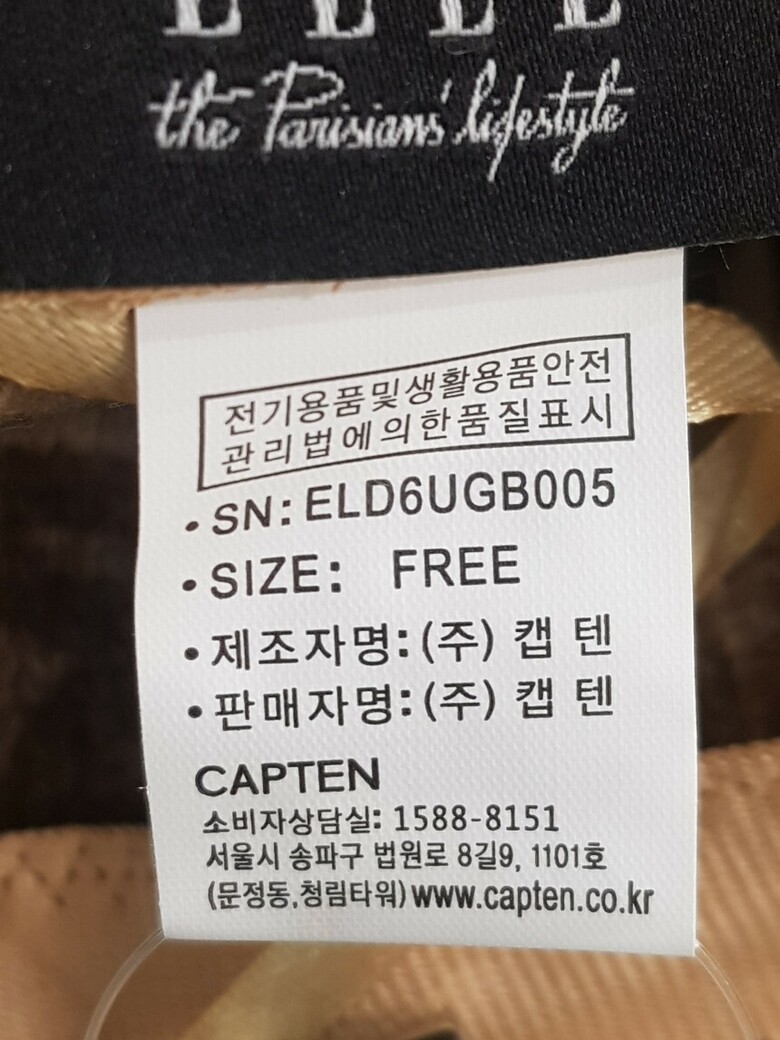 ELLE
the Parisians' lifestyle
전기용품및생활용품안전
관리법에의한품질표시
• SN: ELD6UGB005
• SIZE: FREE
• 제조자명: (주) 캡텐
• 판매자명: (주) 캡텐
CAPTEN
소비자상담실: 1588-8151
서울시 송파구 법원로 8길9, 1101호
(문정동,청림타워) www.capten.co.kr